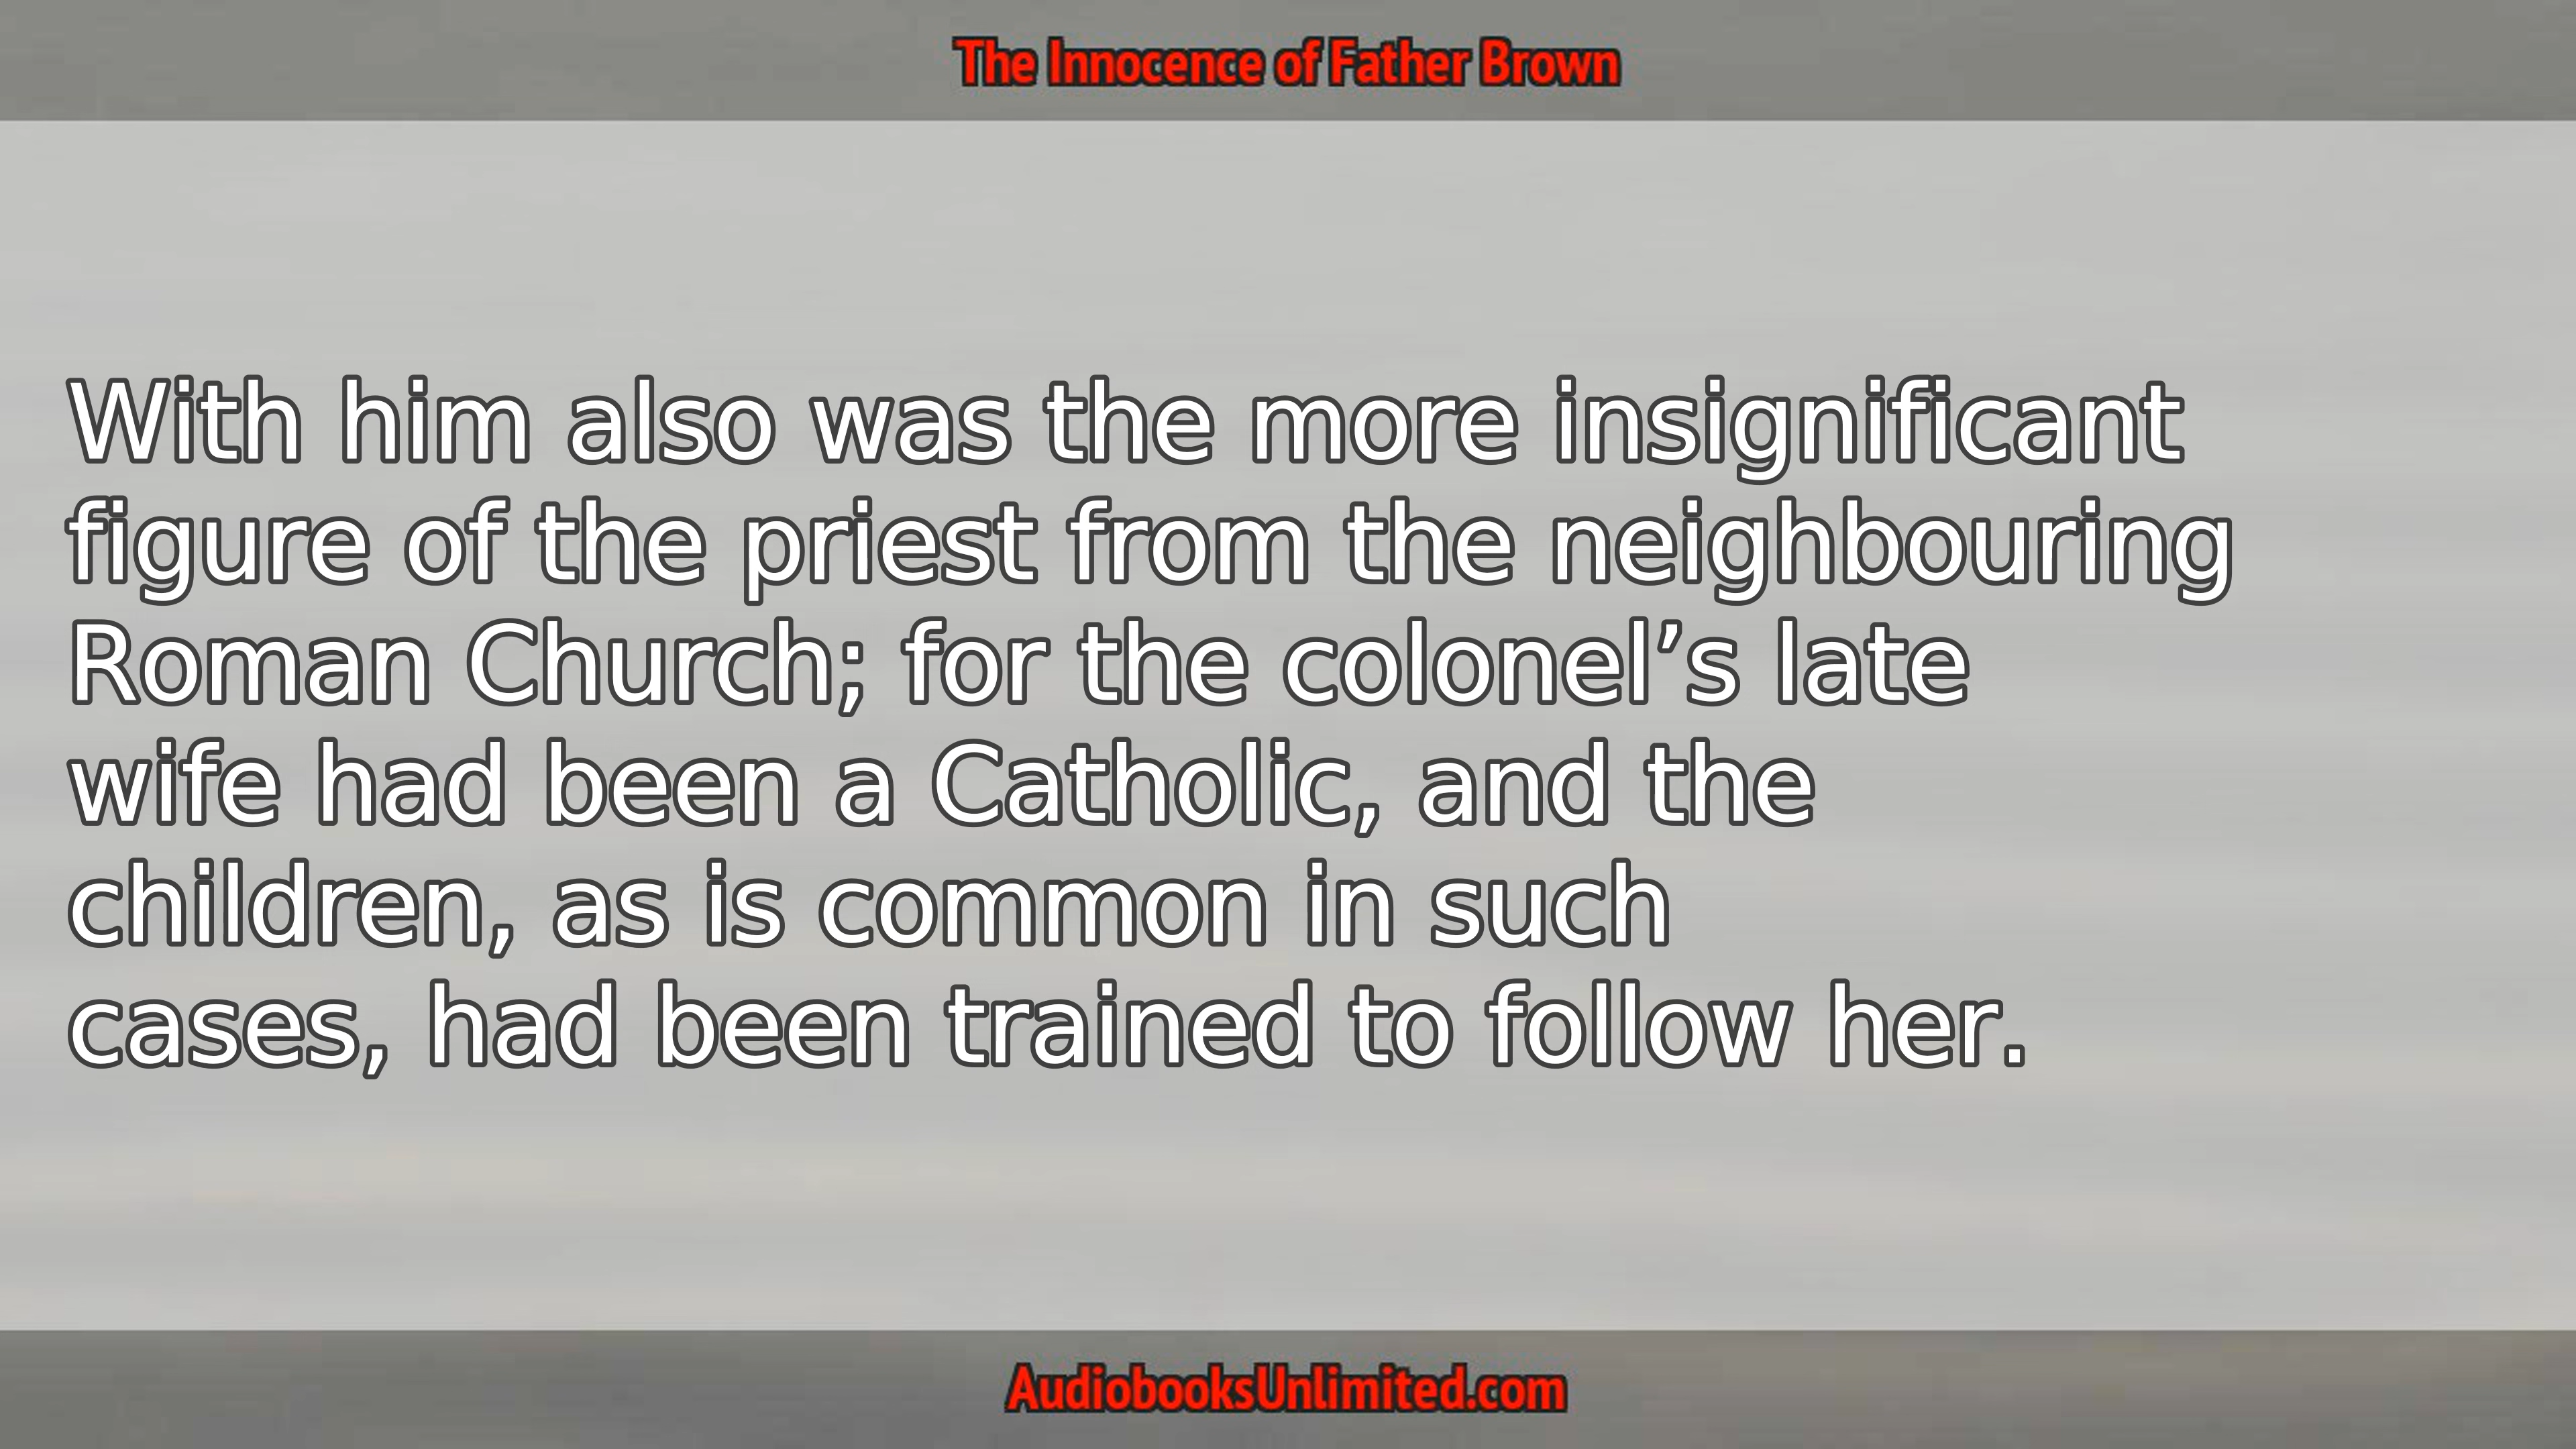 The Innocence of Father Brown
With him also was the more insignificant
figure of the priest from the neighbouring
Roman Church; for the colonel’s late
wife had been a Catholic, and the
children, as is common in such
cases, had been trained to follow her.
AudiobooksUnlimited.com